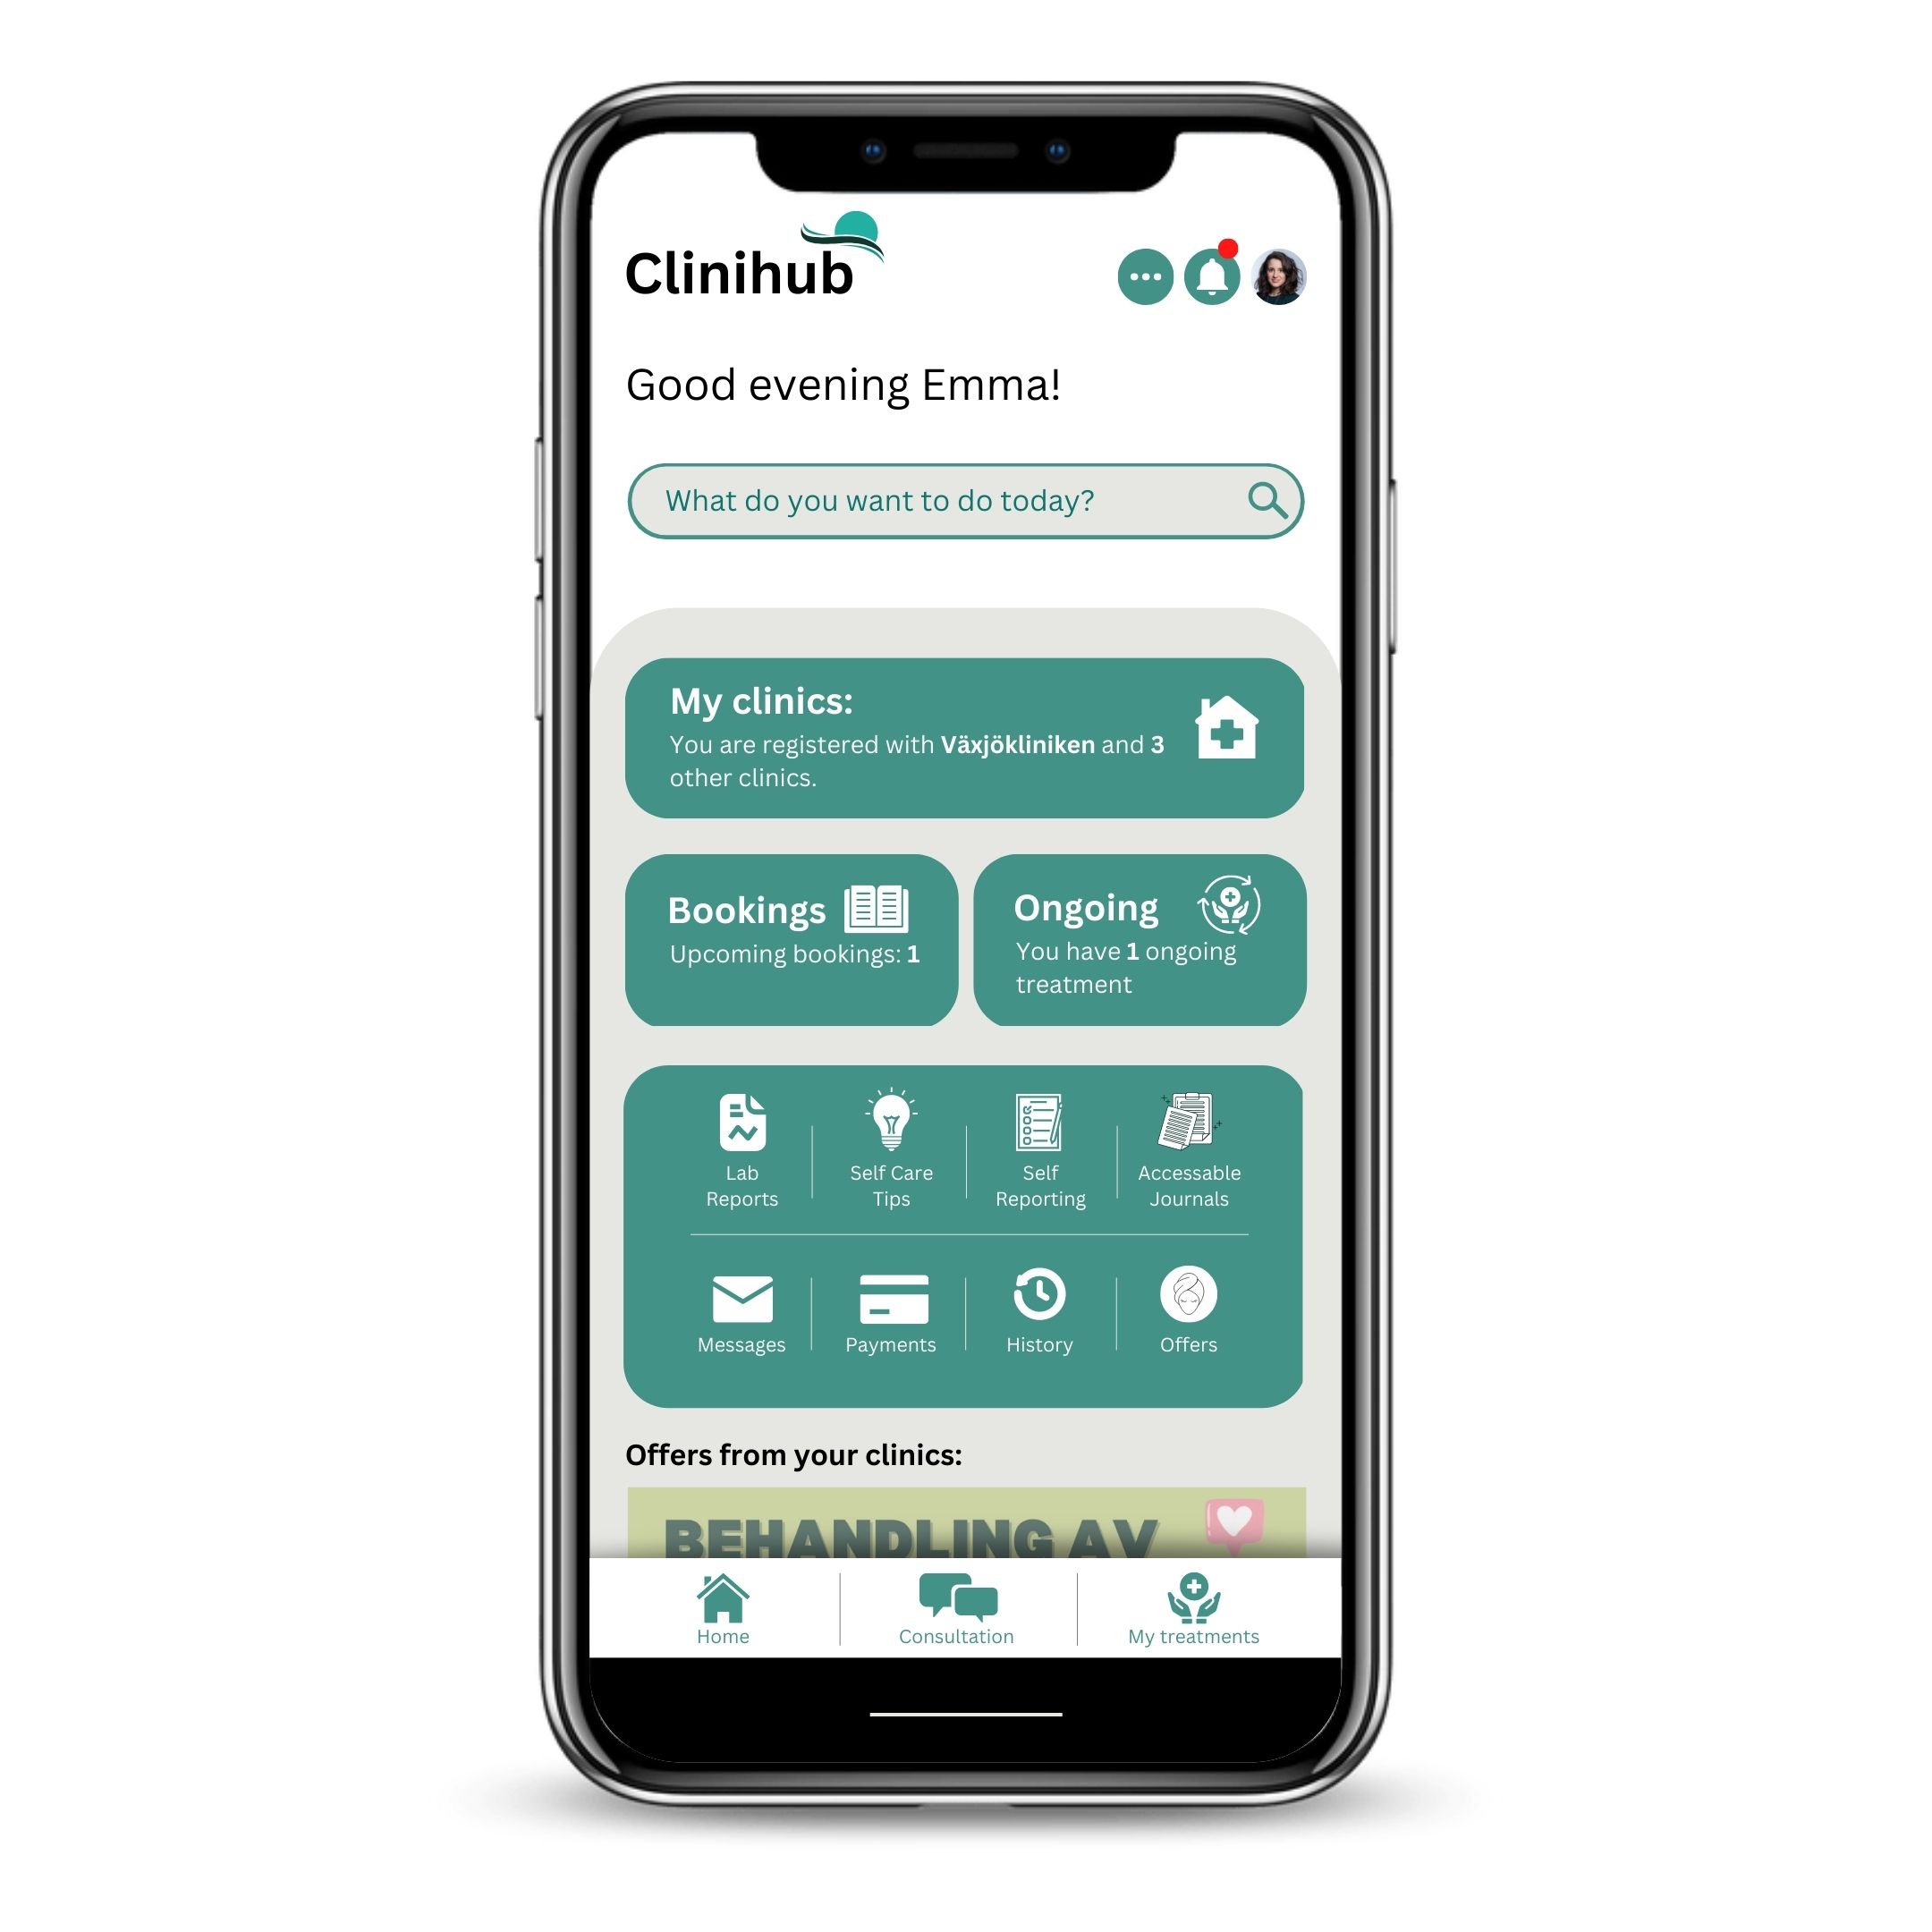 Clinihub
Good evening Emma!
What do you want to do today?
My clinics:
You are registered with Växjökliniken and 3
other clinics.
Bookings
Upcoming bookings: 1
Ongoing
You have 1 ongoing
treatment
Lab
Reports
Self Care
Tips
Self
Reporting
Accessable
Journals
Messages
Payments
History
Offers
Offers from your clinics:
BEHANDLING AV
Home
Consultation
My treatments